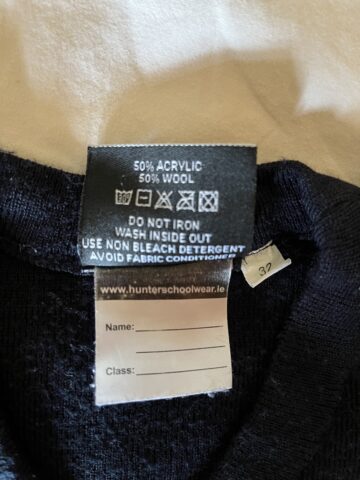 50% ACRYLIC
50% WOOL
DO NOT IRON
WASH INSIDE OUT
USE NON BLEACH DETERGENT
AVOID FABRIC CONDITIONER
32
www.hunterschoolwear.ie
Name:
Class: